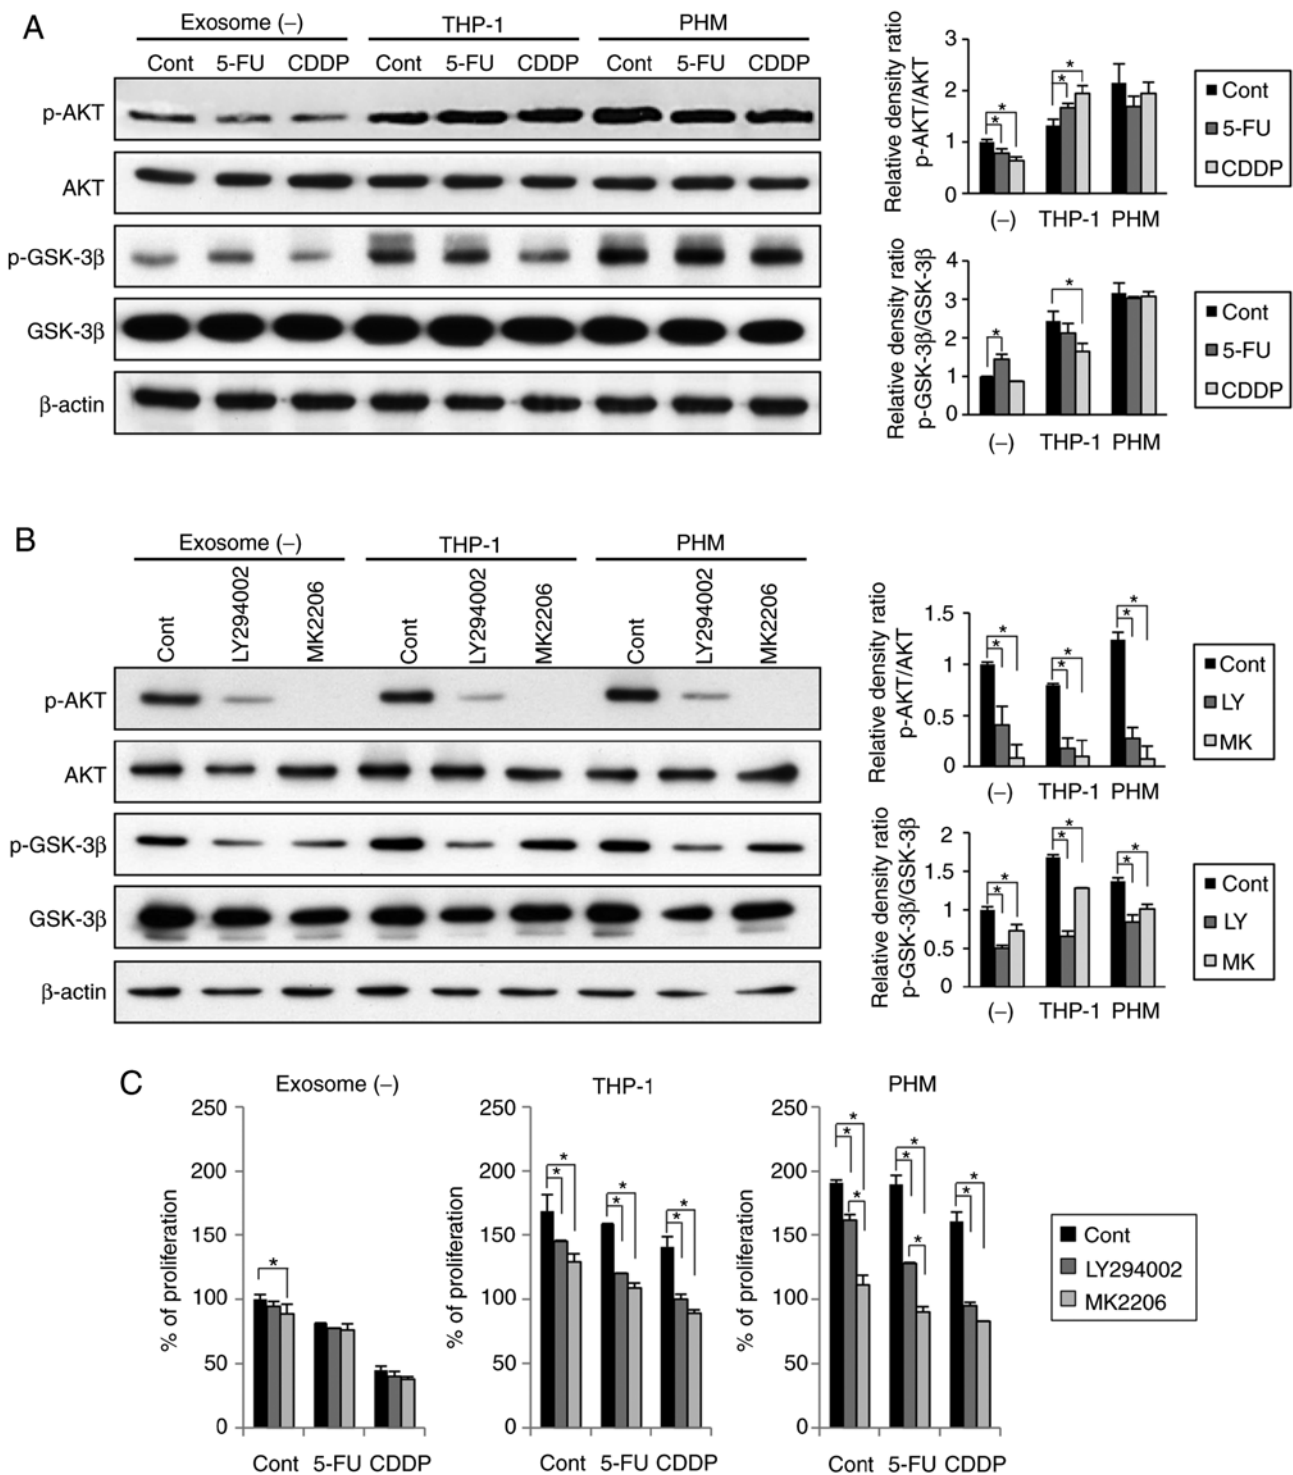 A
Exosome (–) THP-1 PHM
Cont 5-FU CDDP Cont 5-FU CDDP Cont 5-FU CDDP
p-AKT
AKT
p-GSK-3β
GSK-3β
β-actin
Relative density ratio
p-AKT/AKT
3
2
1
0
* * * *
(–) THP-1 PHM
Cont
5-FU
CDDP
Relative density ratio
p-GSK-3β/GSK-3β
4
3
2
1
0
* *
(–) THP-1 PHM
Cont
5-FU
CDDP
B
Exosome (–) THP-1 PHM
Cont LY294002 MK2206 Cont LY294002 MK2206 Cont LY294002 MK2206
p-AKT
AKT
p-GSK-3β
GSK-3β
β-actin
Relative density ratio
p-AKT/AKT
1.5
1
0.5
0
* * * * * *
(–) THP-1 PHM
Cont
LY
MK
Relative density ratio
p-GSK-3β/GSK-3β
2
1.5
1
0.5
0
* * * * * *
(–) THP-1 PHM
Cont
LY
MK
C
Exosome (–)
% of proliferation
250
200
150
100
50
0
*
Cont 5-FU CDDP
THP-1
% of proliferation
250
200
150
100
50
0
* * * * * *
Cont 5-FU CDDP
PHM
% of proliferation
250
200
150
100
50
0
* * * * * * * *
Cont 5-FU CDDP
Cont
LY294002
MK2206